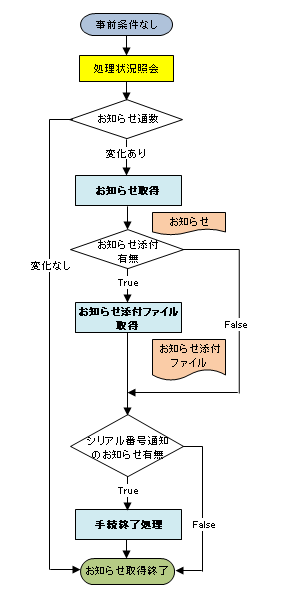 事前条件なし
処理状況照会
お知らせ通数
変化あり
お知らせ取得
お知らせ
お知らせ添付
有無
変化なし
True
お知らせ添付ファイル
取得
False
お知らせ添付
ファイル
シリアル番号通知
のお知らせ有無
True
手続終了処理
False
お知らせ取得終了